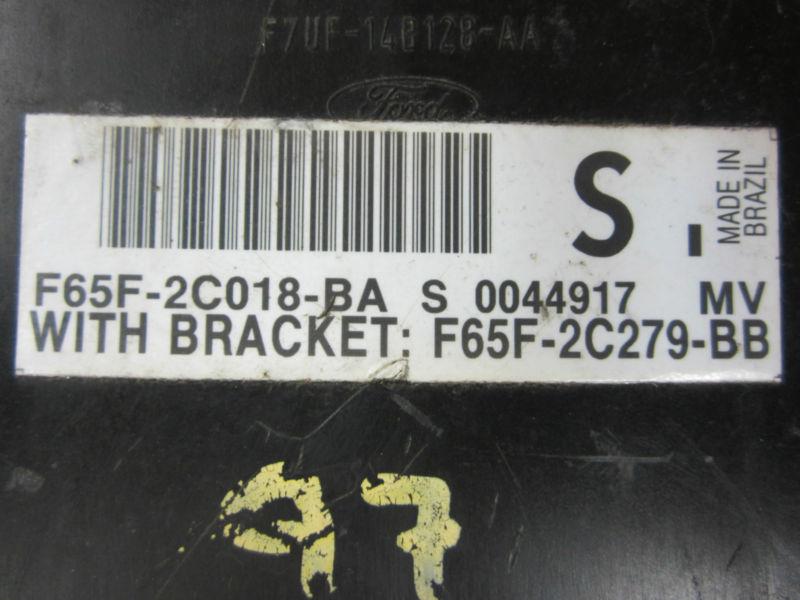 F7UF-14B128-AA
Ford
S.
MADE IN
BRAZIL
F65F-2C018-BA S 0044917 MV
WITH BRACKET: F65F-2C279-BB
97